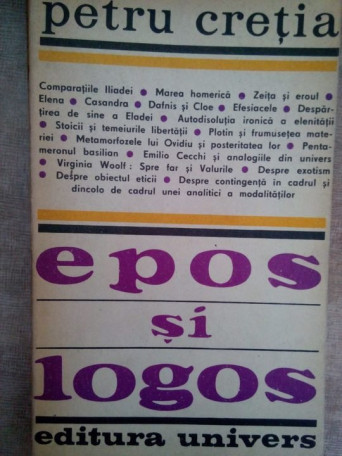 petru creția
Comparațiile Iliadei ● Marea homerică ● Zeița și eroul ●
Elena ● Casandra ● Dafnis și Cloe ● Efesiacele ● Despăr-
țirea de sine a Eladei ● Autodisoluția ironică a elenității
● Stoicii și temeiurile libertății ● Plotin și frumusețea mate-
riei ● Metamorfozele lui Ovidiu și posteritatea lor ● Penta-
meronul basilian ● Emilio Cecchi și analogiile din univers
● Virginia Woolf : Spre far și Valurile ● Despre exotism
● Despre obiectul eticii ● Despre contingență în cadrul și
dincolo de cadrul unei analitici a modalităților
epos
și
logos
editura univers